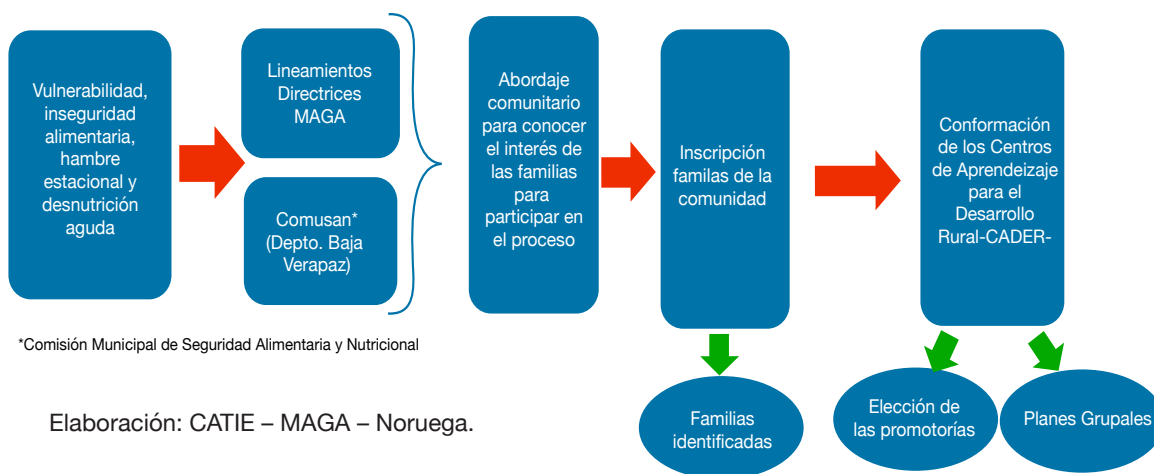 Vulnerabilidad,
inseguridad
alimentaria,
hambre
estacional y
desnutrición
aguda
Lineamientos
Directrices
MAGA
Comusan*
(Depto. Baja
Verapaz)
Abordaje
comunitario
para conocer
el interés de
las familias
para
participar en
el proceso
Inscripción
familas de la
comunidad
Conformación
de los Centros
de Aprendeizaje
para el
Desarrollo
Rural-CADER-
*Comisión Municipal de Seguridad Alimentaria y Nutricional
Familias
identificadas
Elección de
las promotorías
Planes Grupales
Elaboración: CATIE – MAGA – Noruega.